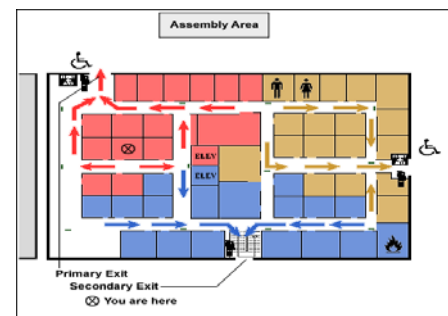 Assembly Area
ELEV
ELEV
Primary Exit
Secondary Exit
You are here